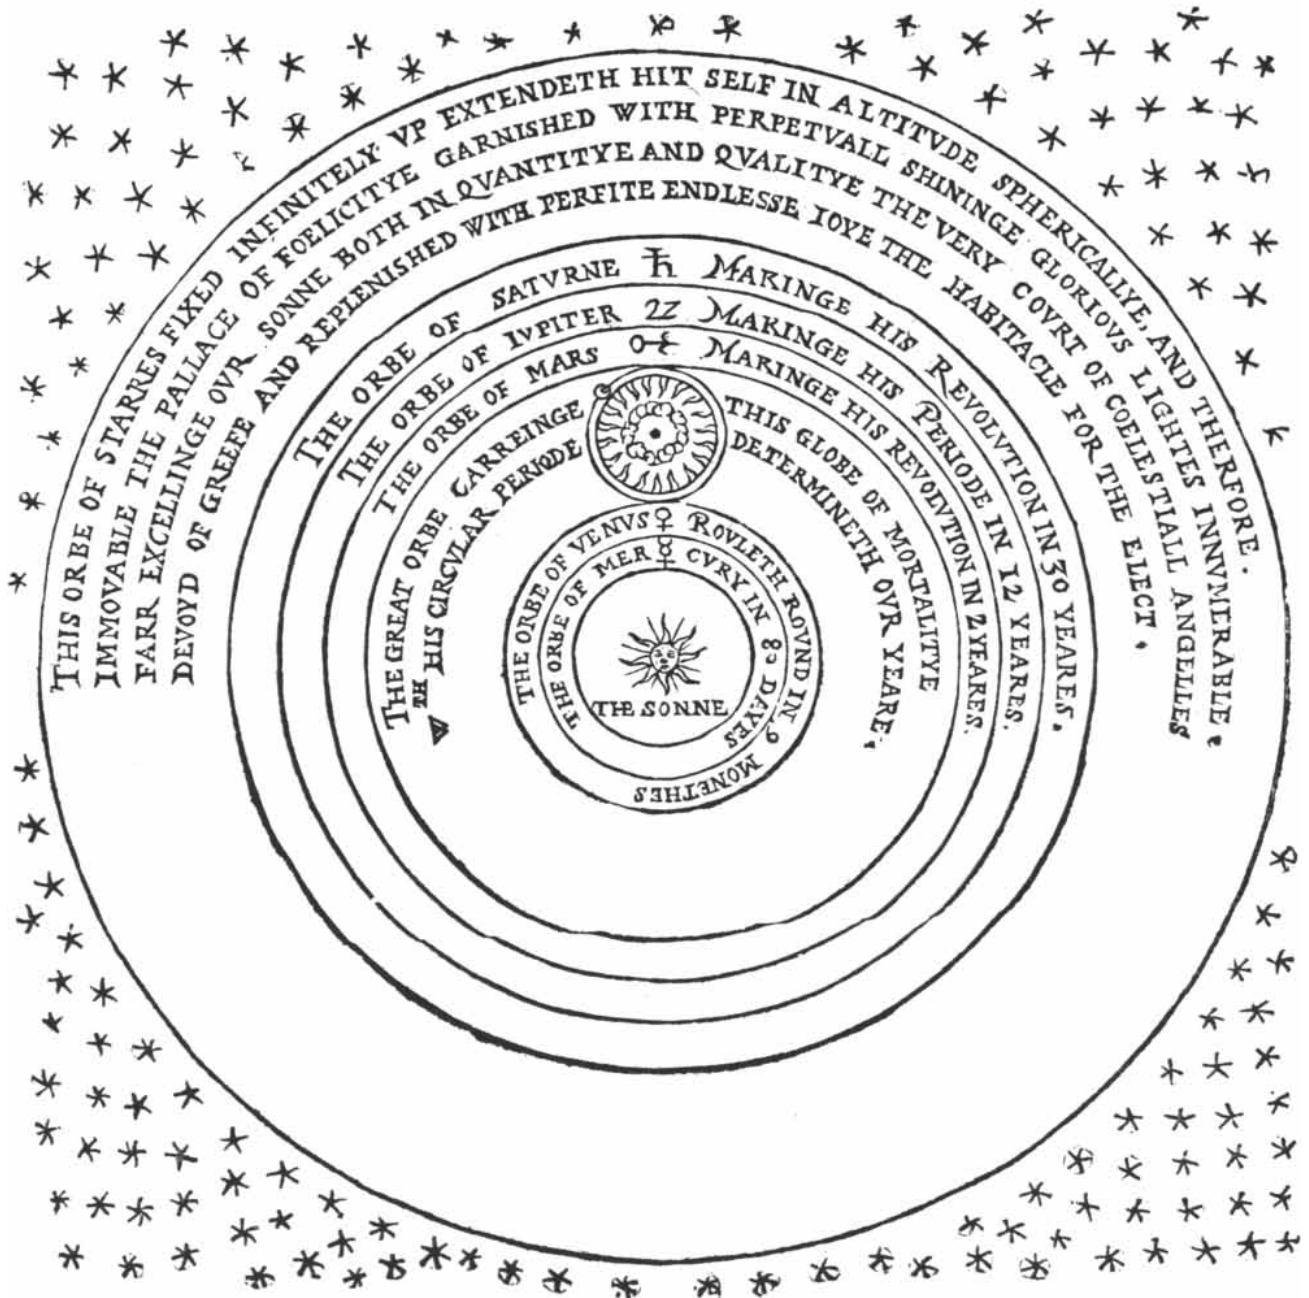 THIS ORBE OF STARRES FIXED INFINITELY VP EXTENDETH HIT SELF IN ALTITVDE SPHERICALLYE, AND THERFORE.
IMMOVABLE THE PALLACE OF FOELICITYE GARNISHED WITH PERPETVALL SHININGE GLORIOVS LIGHTES INNVMERABLE.
FARR EXCELLINGE OVR SONNE BOTH IN QVANTITYE AND QVALITYE THE VERY COVRT OF COELESTIALL ANGELLES
DEVOYD OF GREEFE AND REPLENISHED WITH PERFITE ENDLESSE IOYE THE HABITACLE FOR THE ELECT.
THE ORBE OF SATVRNE ♄ MAKINGE HIS REVOLVTION IN 30 YEARES.
THE ORBE OF IVPITER ♃ MAKINGE HIS PERIODE IN 12 YEARES.
THE ORBE OF MARS ♂ MAKINGE HIS REVOLVTION IN 2 YEARES.
THE GREAT ORBE CARREINGE THIS GLOBE OF MORTALITYE
WTH HIS CIRCVLAR PERIODE DETERMINETH OVR YEARE.
THE ORBE OF VENVS ♀ ROVLETH ROVND IN 9 MONETHES
THE ORBE OF MER☿CVRY IN 80 DAYES
THE SONNE